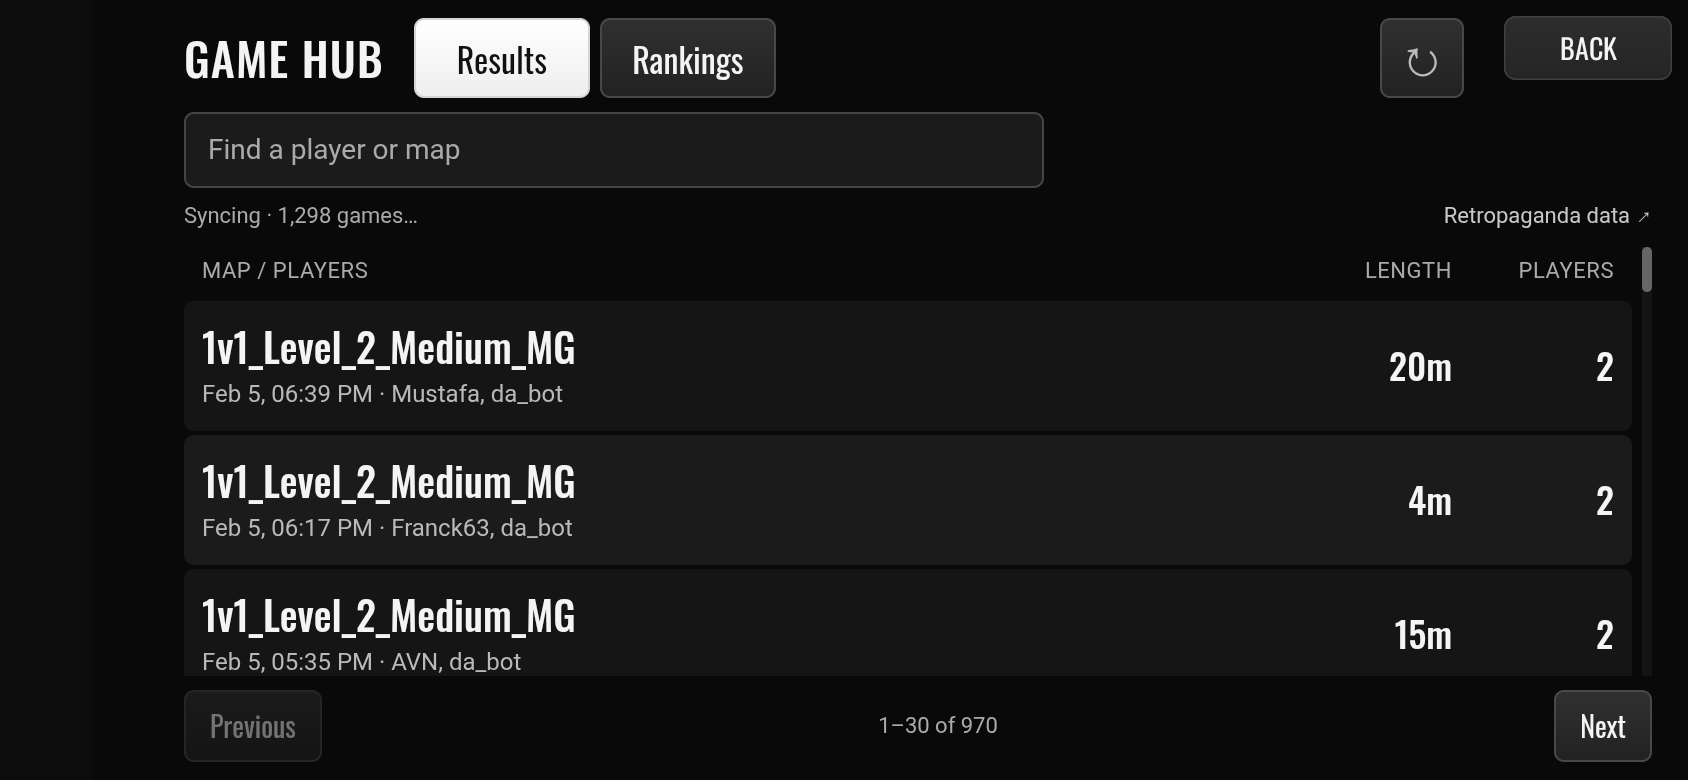 GAME HUB
Results
Rankings
↻
BACK
Find a player or map
Syncing · 1,298 games…
Retropaganda data ↗
MAP / PLAYERS
LENGTH
PLAYERS
1v1_Level_2_Medium_MG
Feb 5, 06:39 PM · Mustafa, da_bot
20m
2
1v1_Level_2_Medium_MG
Feb 5, 06:17 PM · Franck63, da_bot
4m
2
1v1_Level_2_Medium_MG
Feb 5, 05:35 PM · AVN, da_bot
15m
2
Previous
1–30 of 970
Next